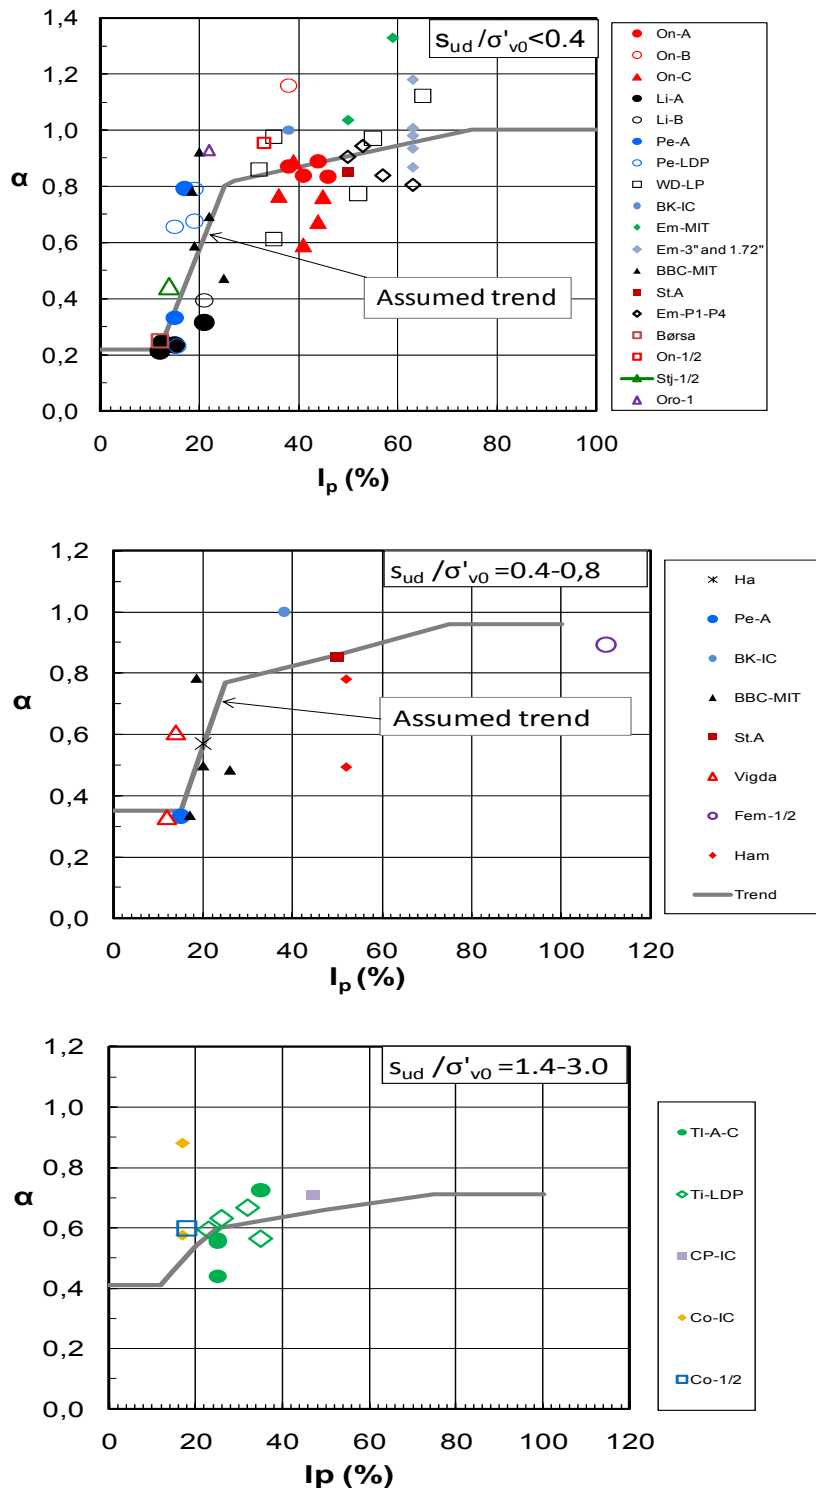 s_ud /σ'_v0<0.4
1,4
1,2
1,0
0,8
0,6
0,4
0,2
0,0
α
Assumed trend
0
20
40
60
80
100
I_p (%)
On-A
On-B
On-C
Li-A
Li-B
Pe-A
Pe-LDP
WD-LP
BK-IC
Em-MIT
Em-3" and 1.72"
BBC-MIT
St.A
Em-P1-P4
Børsa
On-1/2
Stj-1/2
Oro-1
s_ud /σ'_v0 =0.4-0,8
1,2
1,0
0,8
0,6
0,4
0,2
0,0
α
Assumed trend
0
20
40
60
80
100
120
I_p (%)
Ha
Pe-A
BK-IC
BBC-MIT
St.A
Vigda
Fem-1/2
Ham
Trend
s_ud /σ'_v0 =1.4-3.0
1,2
1,0
0,8
0,6
0,4
0,2
0,0
α
0
20
40
60
80
100
120
Ip (%)
TI-A-C
Ti-LDP
CP-IC
Co-IC
Co-1/2